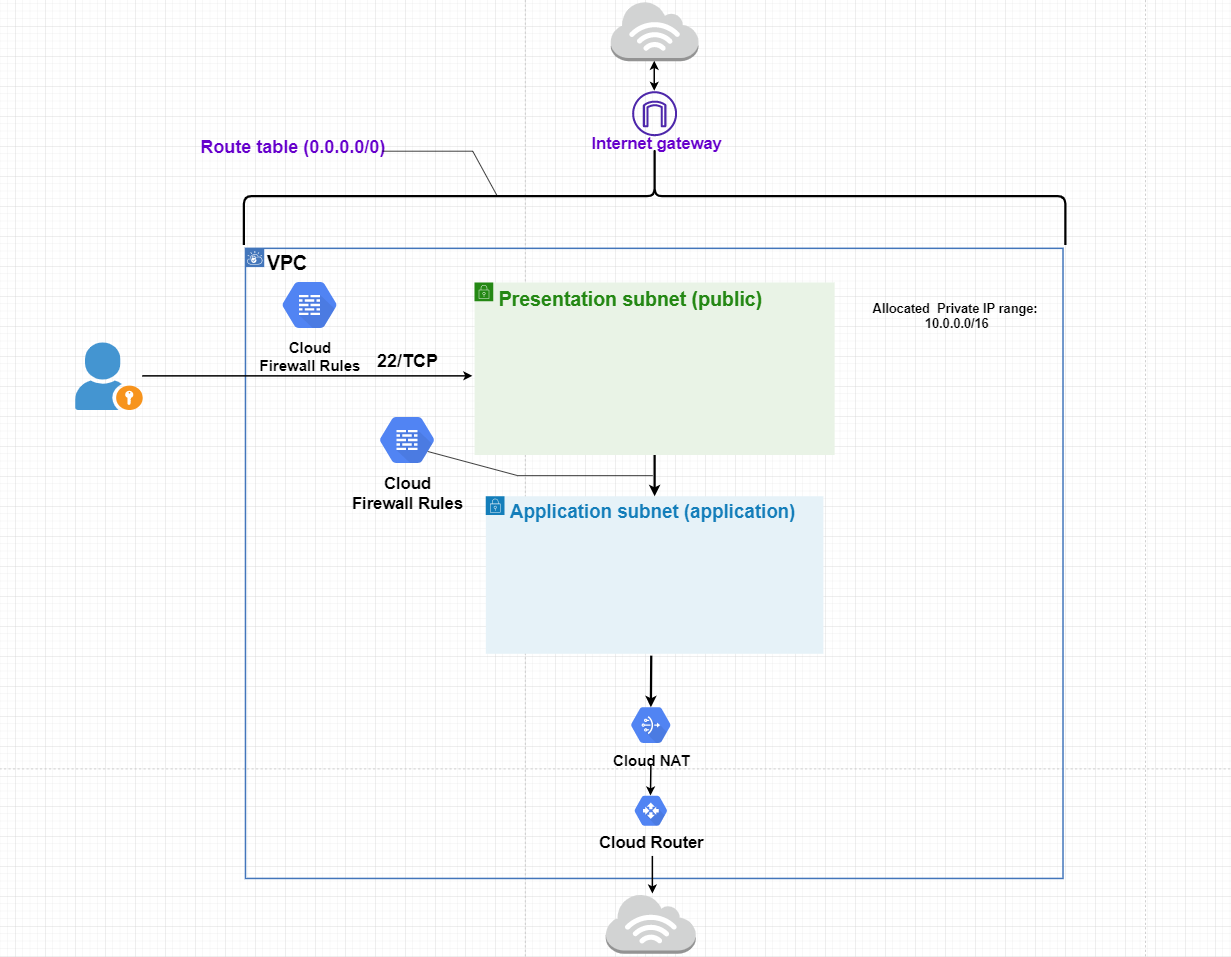 Internet gateway
Route table (0.0.0.0/0)
VPC
Presentation subnet (public)
Allocated  Private IP range:
10.0.0.0/16
Cloud
Firewall Rules
22/TCP
Cloud
Firewall Rules
Application subnet (application)
Cloud NAT
Cloud Router